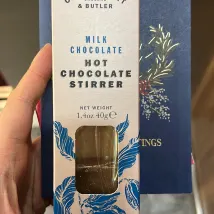 & BUTLER
MILK
CHOCOLATE
HOT
CHOCOLATE
STIRRER
NET WEIGHT
1.4oz 40g℮
TINGS